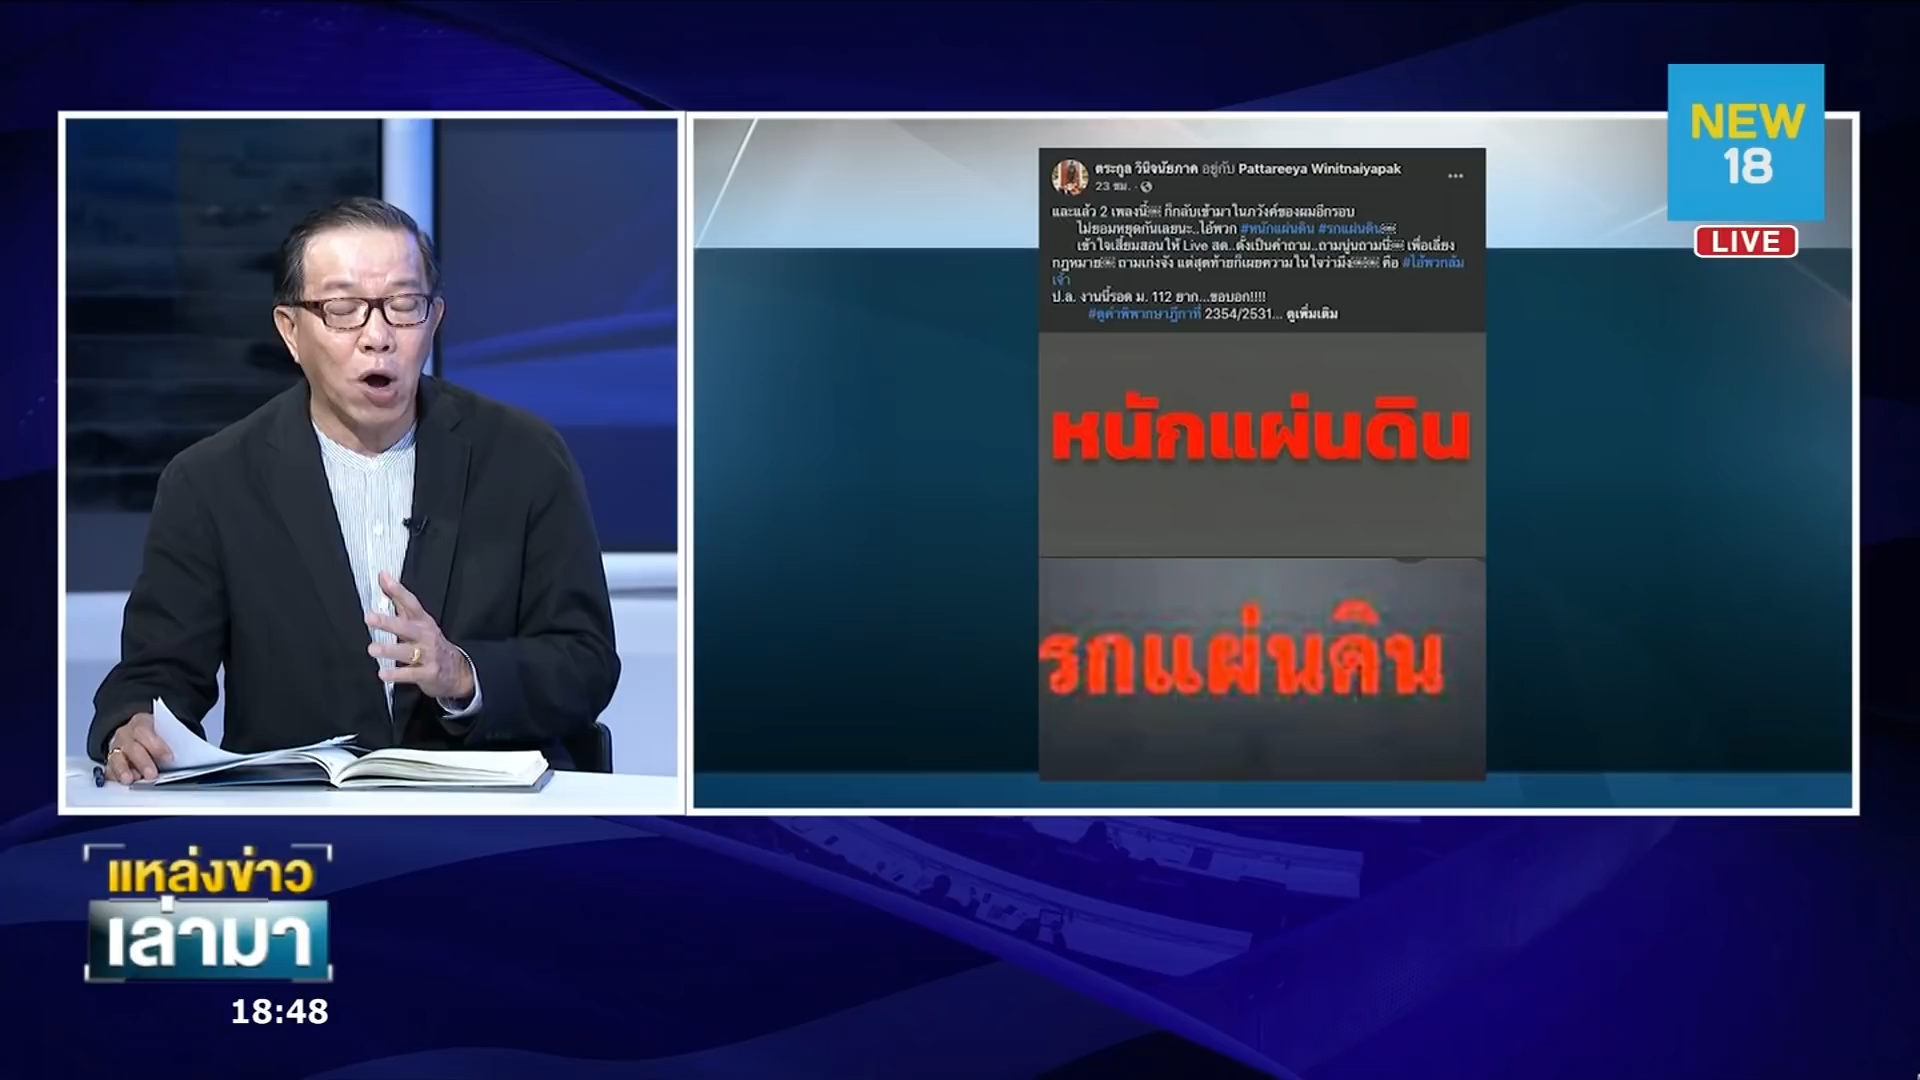 NEW
18
LIVE
ตระกูล วินิจนัยภาค อยู่กับ Pattareeya Winitnaiyapak
23 ชม.
และแล้ว 2 เพลงนี้ ก็กลับเข้ามาในภวังค์ของผมอีกรอบ
ไม่ยอมหยุดกันเลยนะ..ไอ้พวก #หนักแผ่นดิน #รกแผ่นดิน
เข้าใจเสี้ยมสอนให้ Live สด..ตั้งเป็นคำถาม..ถามนู่นถามนี่ เพื่อเลี่ยง
กฎหมาย ถามเก่งจัง แต่สุดท้ายก็เผยความในใจว่ามึง คือ #ไอ้พวกล้ม
เจ้า
ป.ล. งานนี้รอด ม. 112 ยาก...ขอบอก!!!!
#ดูคำพิพากษาฎีกาที่ 2354/2531... ดูเพิ่มเติม
หนักแผ่นดิน
รกแผ่นดิน
แหล่งข่าว
เล่ามา
18:48